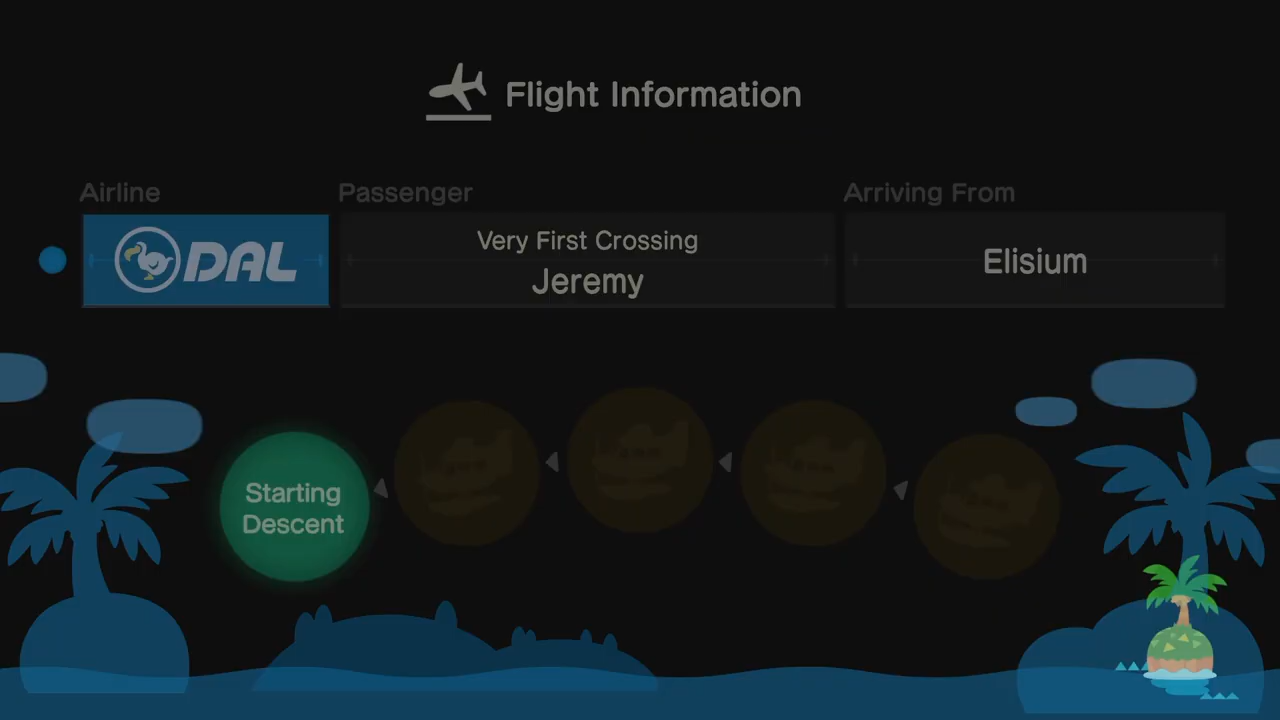 Flight Information
Airline
Passenger
Arriving From
DAL
Very First Crossing
Jeremy
Elisium
Starting
Descent